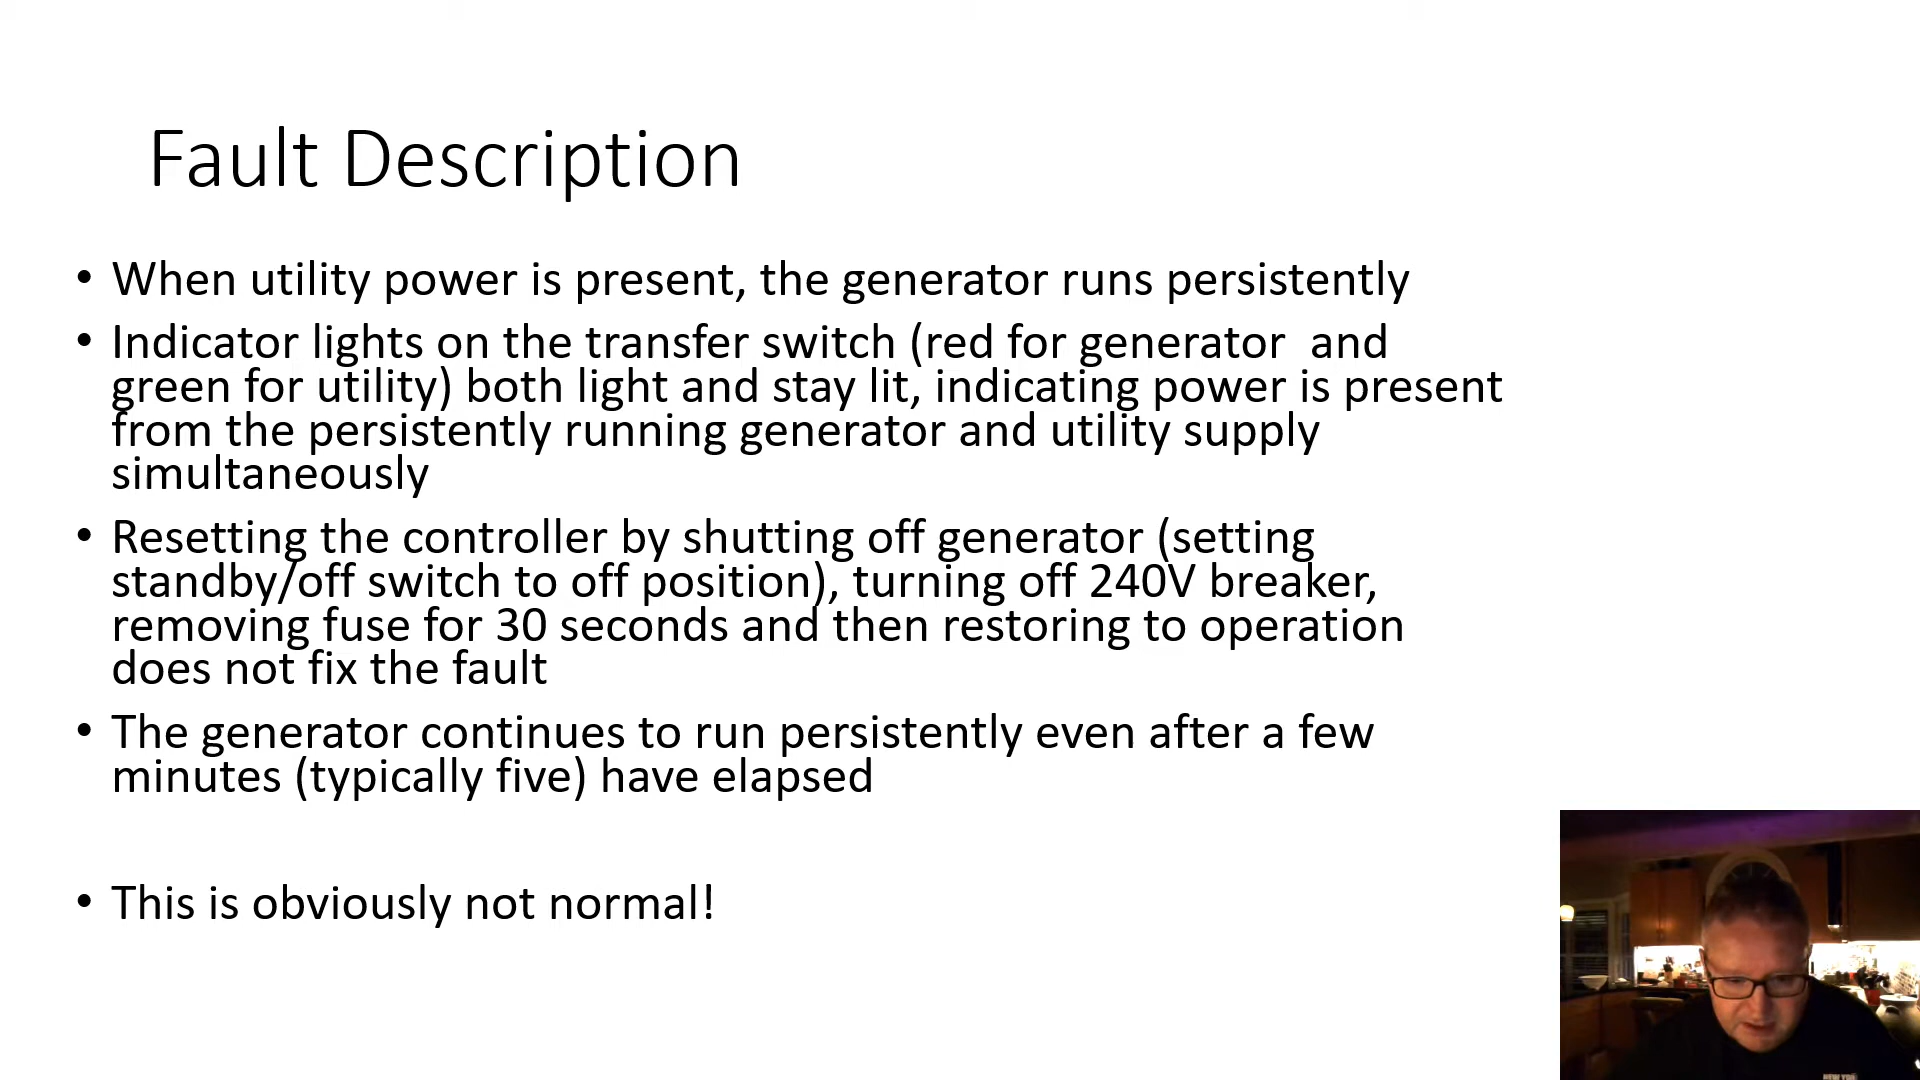 Fault Description
• When utility power is present, the generator runs persistently
• Indicator lights on the transfer switch (red for generator  and
green for utility) both light and stay lit, indicating power is present
from the persistently running generator and utility supply
simultaneously
• Resetting the controller by shutting off generator (setting
standby/off switch to off position), turning off 240V breaker,
removing fuse for 30 seconds and then restoring to operation
does not fix the fault
• The generator continues to run persistently even after a few
minutes (typically five) have elapsed
• This is obviously not normal!